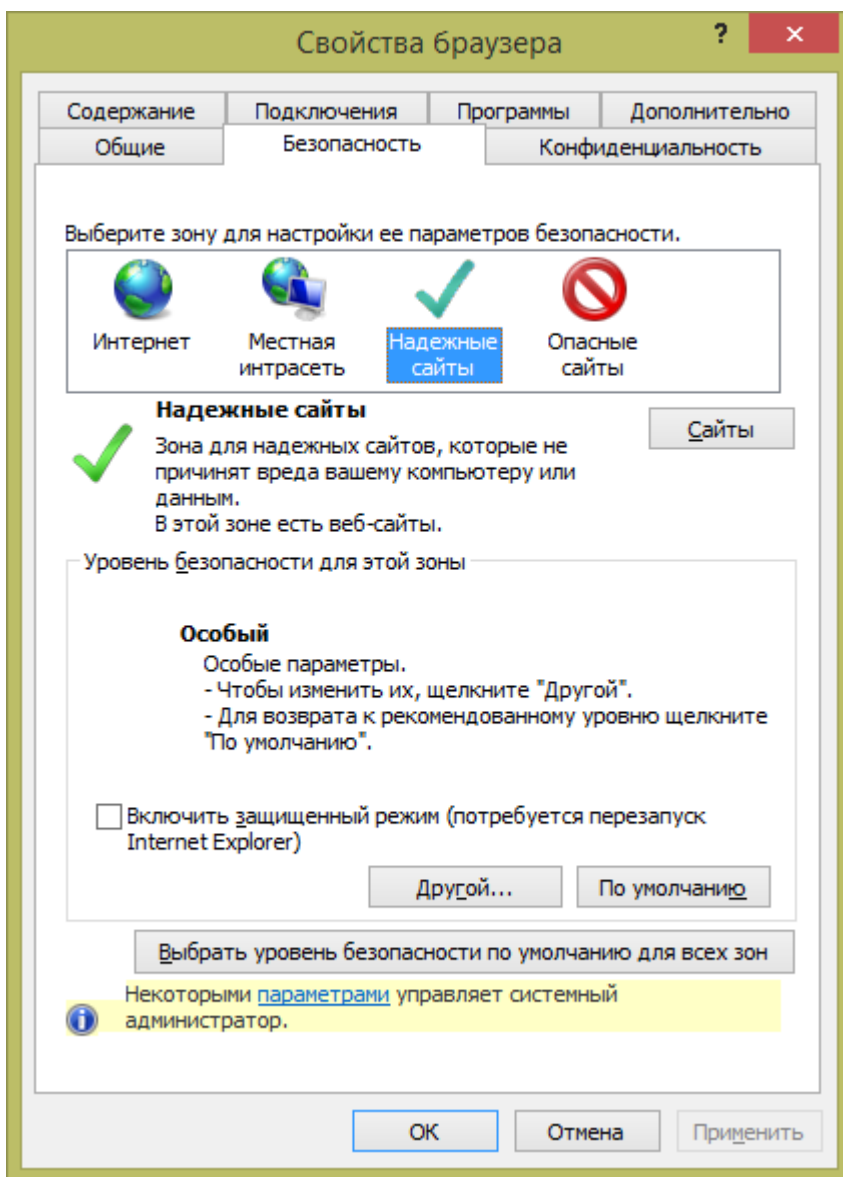 Свойства браузера ? ×
Содержание Подключения Программы Дополнительно
Общие Безопасность Конфиденциальность
Выберите зону для настройки ее параметров безопасности.
Интернет Местная интрасеть Надежные сайты Опасные сайты
Надежные сайты
Сайты
Зона для надежных сайтов, которые не
причинят вреда вашему компьютеру или
данным.
В этой зоне есть веб-сайты.
Уровень безопасности для этой зоны
Особый
Особые параметры.
- Чтобы изменить их, щелкните "Другой".
- Для возврата к рекомендованному уровню щелкните
"По умолчанию".
Включить защищенный режим (потребуется перезапуск
Internet Explorer)
Другой... По умолчанию
Выбрать уровень безопасности по умолчанию для всех зон
Некоторыми параметрами управляет системный
администратор.
ОК Отмена Применить